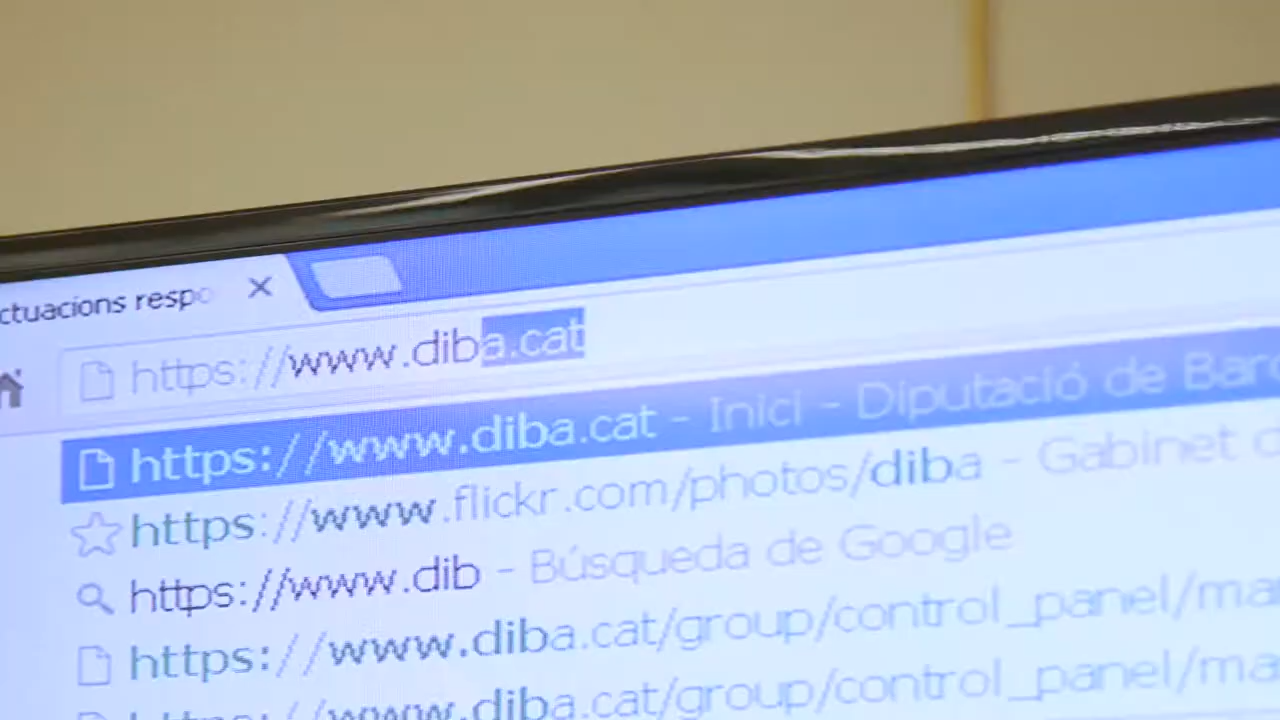 ctuacions resp
https://www.diba.cat
https://www.diba.cat - Inici - Diputació de Barc
https://www.flickr.com/photos/diba - Gabinet
https://www.dib - Búsqueda de Google
https://www.diba.cat/group/control_panel/ma
https://www.diba.cat/group/control_panel/ma